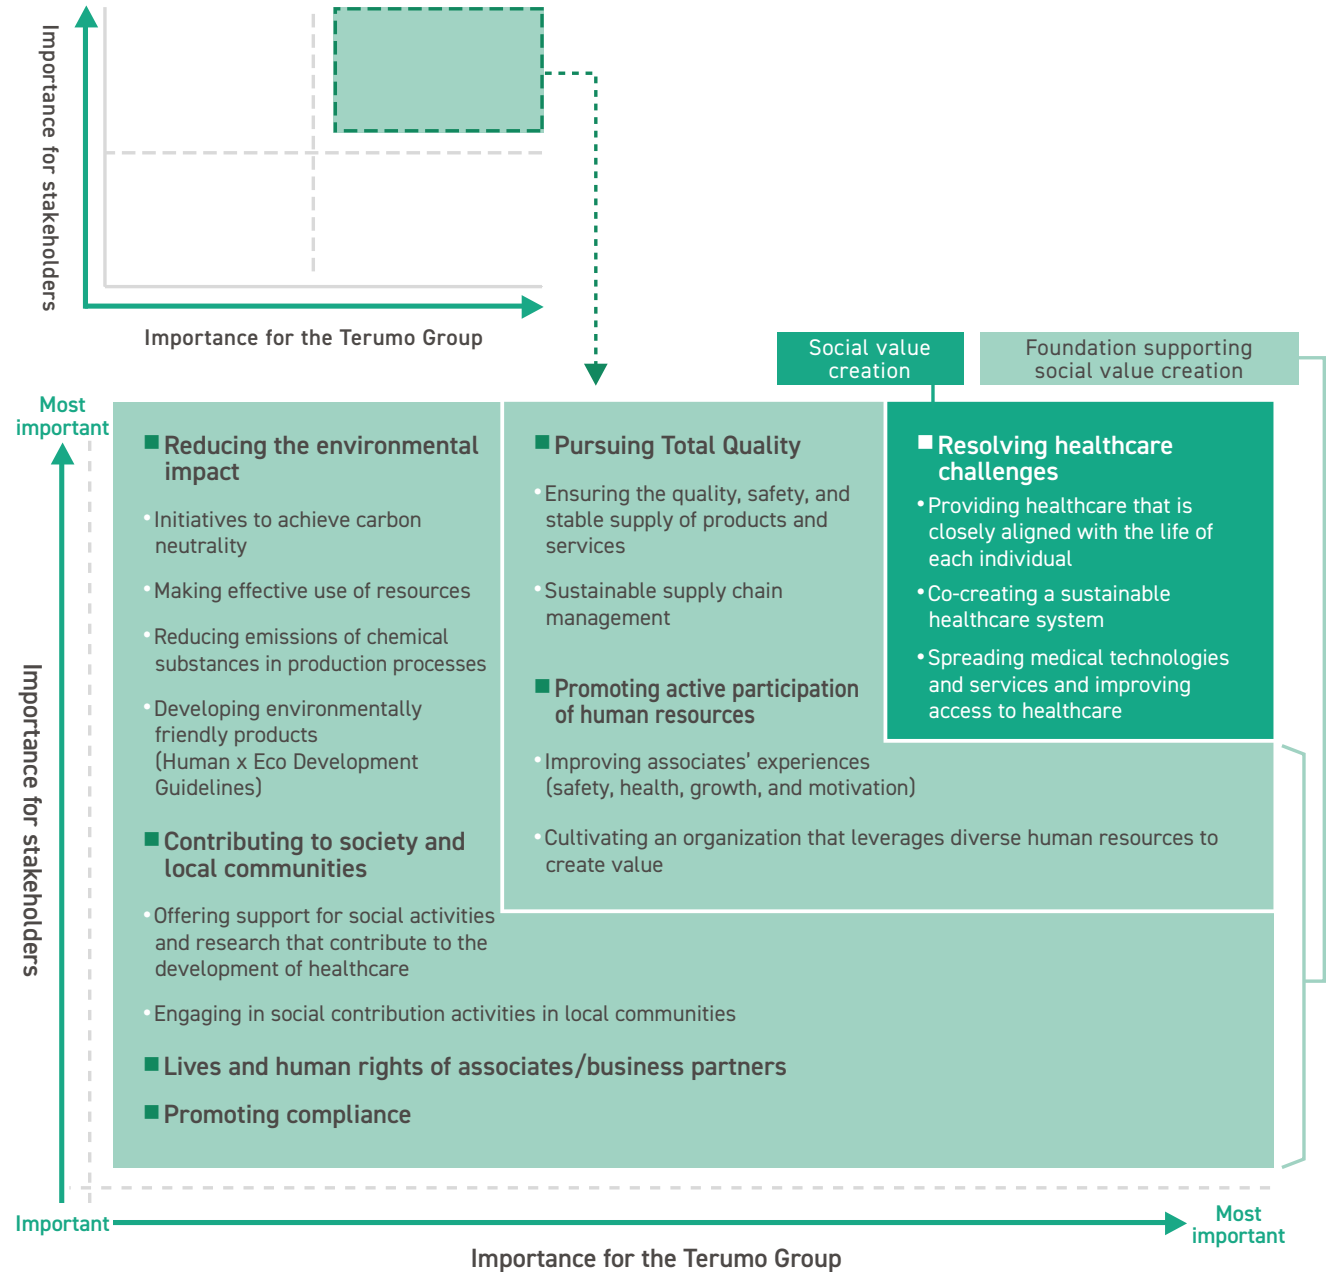 Importance for stakeholders
Importance for the Terumo Group
Social value
creation
Foundation supporting
social value creation
Most
important
Importance for stakeholders
■ Reducing the environmental
impact
• Initiatives to achieve carbon
neutrality
• Making effective use of resources
• Reducing emissions of chemical
substances in production processes
• Developing environmentally
friendly products
(Human x Eco Development
Guidelines)
■ Contributing to society and
local communities
• Offering support for social activities
and research that contribute to the
development of healthcare
• Engaging in social contribution activities in local communities
■ Lives and human rights of associates/business partners
■ Promoting compliance
■ Pursuing Total Quality
• Ensuring the quality, safety, and
stable supply of products and
services
• Sustainable supply chain
management
■ Promoting active participation
of human resources
• Improving associates’ experiences
(safety, health, growth, and motivation)
• Cultivating an organization that leverages diverse human resources to
create value
■ Resolving healthcare
challenges
• Providing healthcare that is
closely aligned with the life of
each individual
• Co-creating a sustainable
healthcare system
• Spreading medical technologies
and services and improving
access to healthcare
Important
Most
important
Importance for the Terumo Group